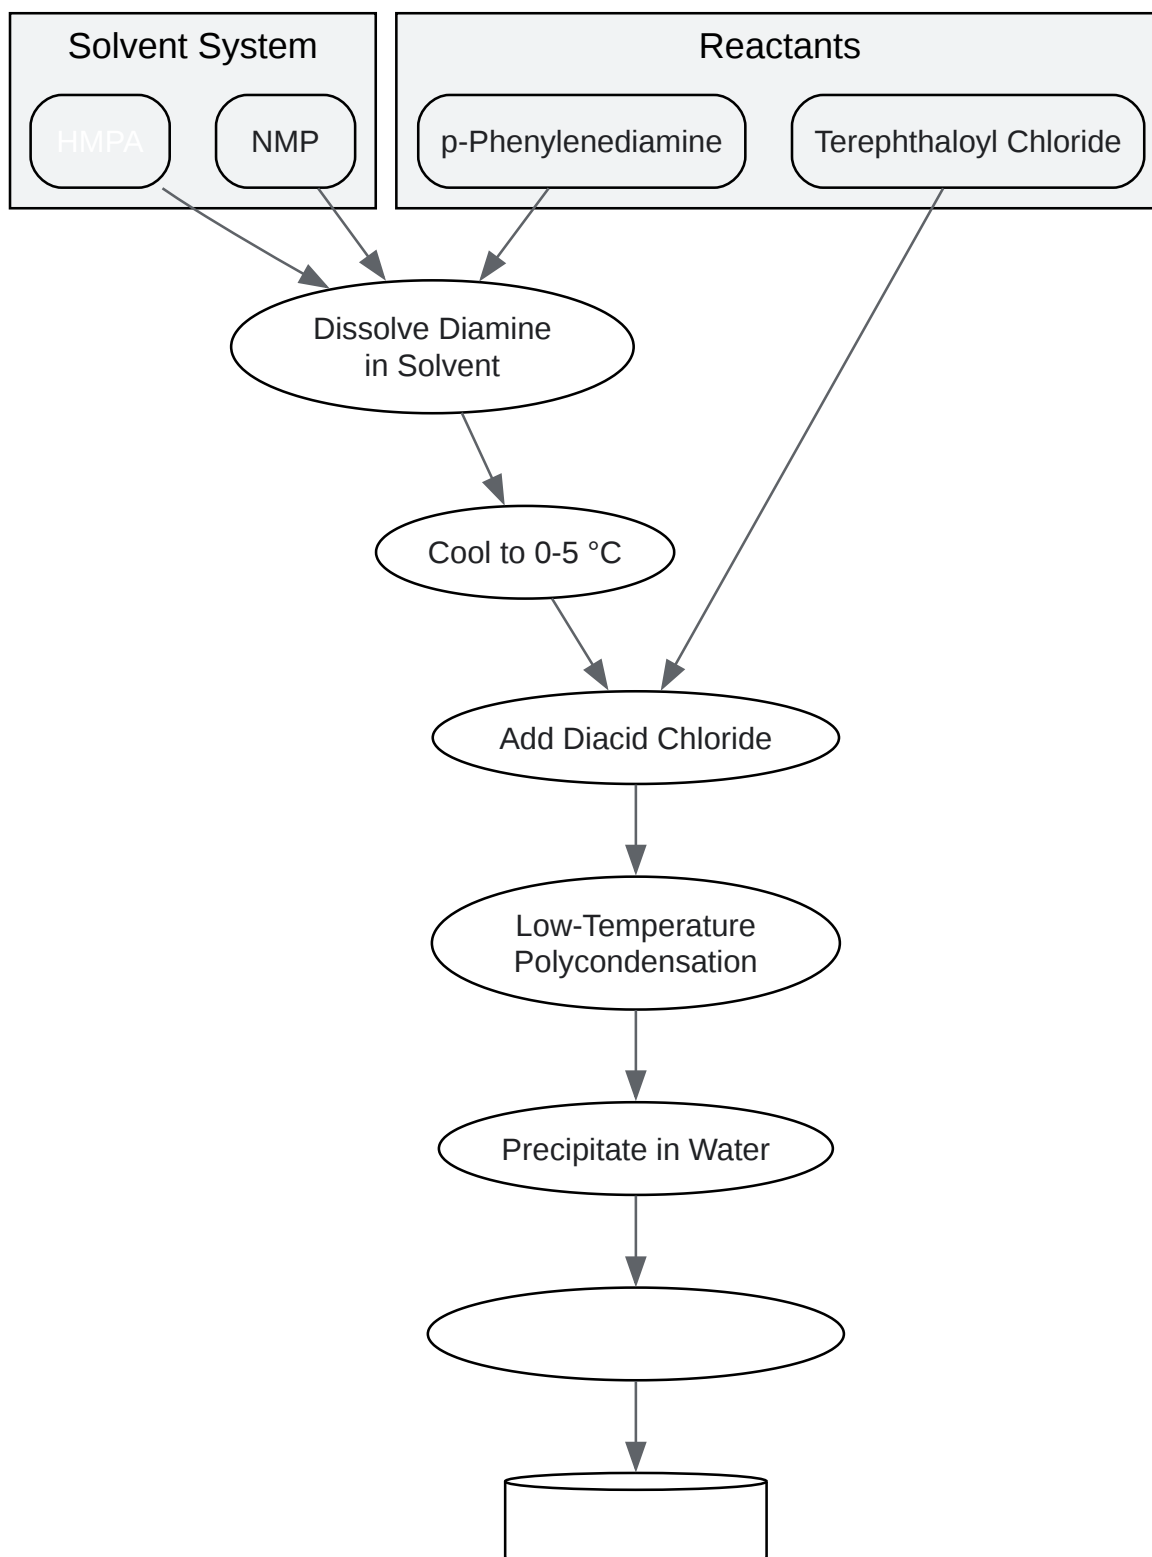 Solvent System
Reactants
HMPA
NMP
p-Phenylenediamine
Terephthaloyl Chloride
Dissolve Diamine
in Solvent
Cool to 0-5 °C
Add Diacid Chloride
Low-Temperature
Polycondensation
Precipitate in Water